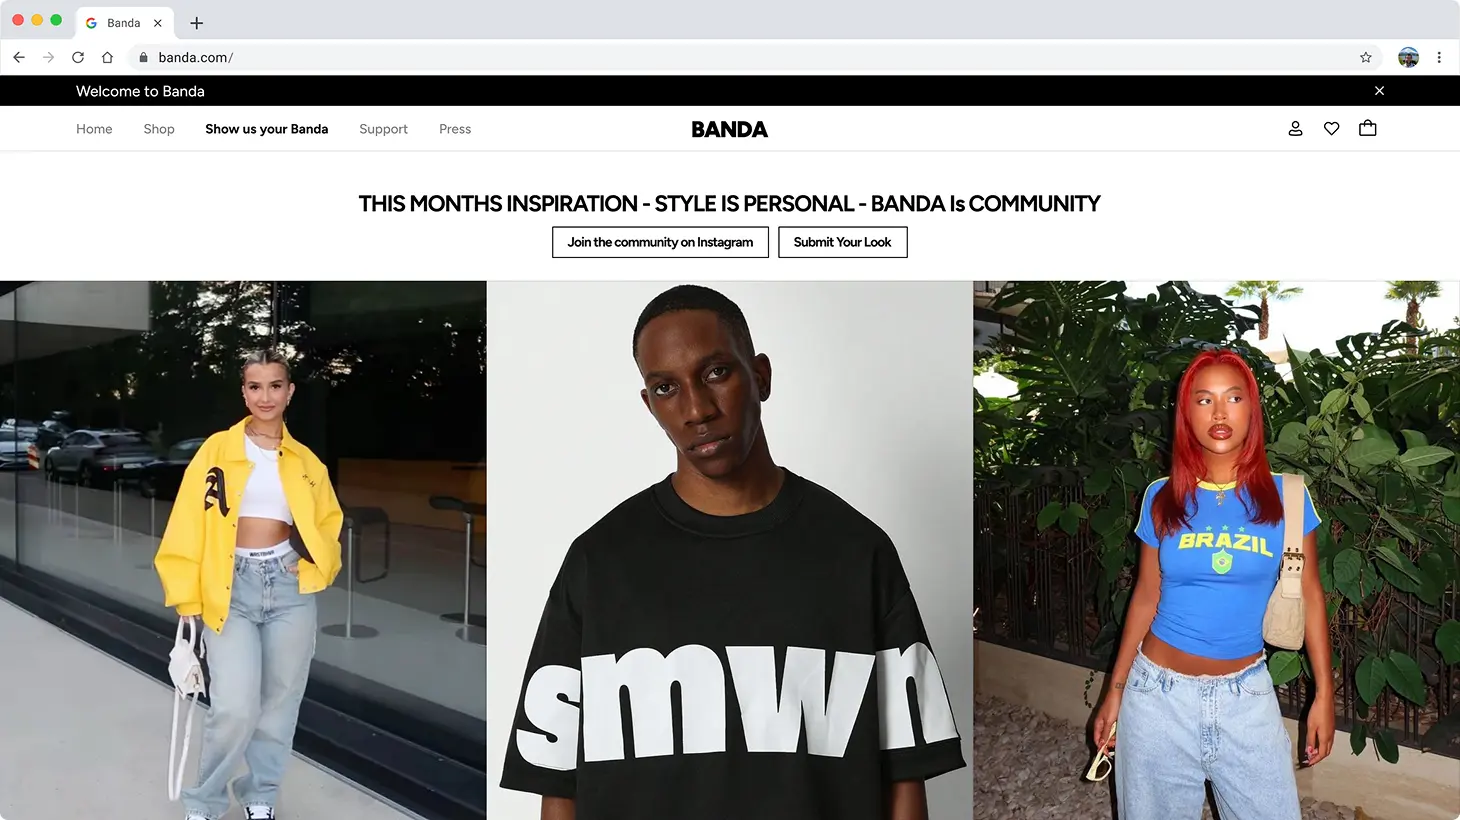 Banda
banda.com/
Welcome to Banda
Home Shop Show us your Banda Support Press BANDA
THIS MONTHS INSPIRATION - STYLE IS PERSONAL - BANDA Is COMMUNITY
Join the community on Instagram Submit Your Look
A
smwn
BRAZIL